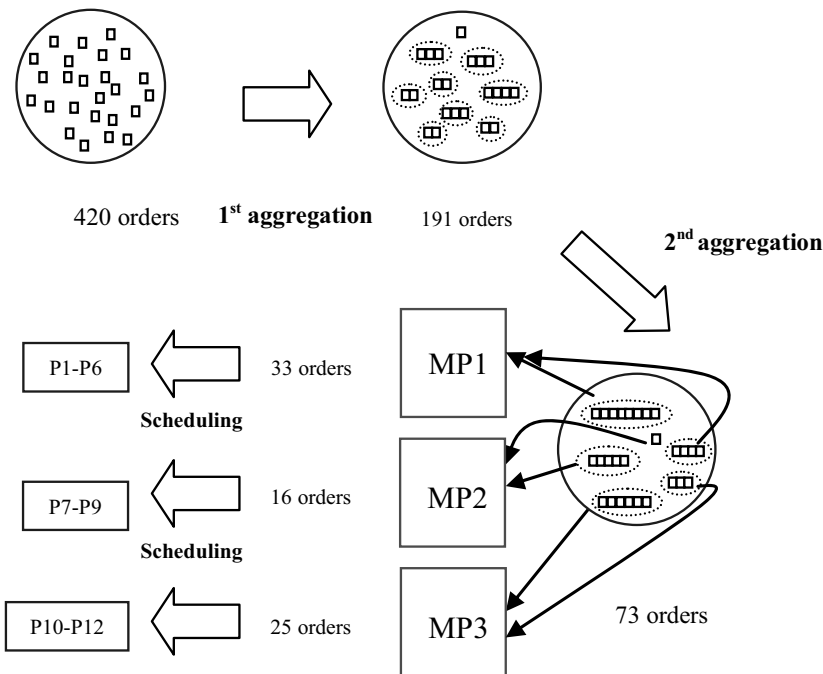 420 orders
1st aggregation
191 orders
2nd aggregation
P1-P6
33 orders
MP1
Scheduling
P7-P9
16 orders
MP2
Scheduling
P10-P12
25 orders
MP3
73 orders